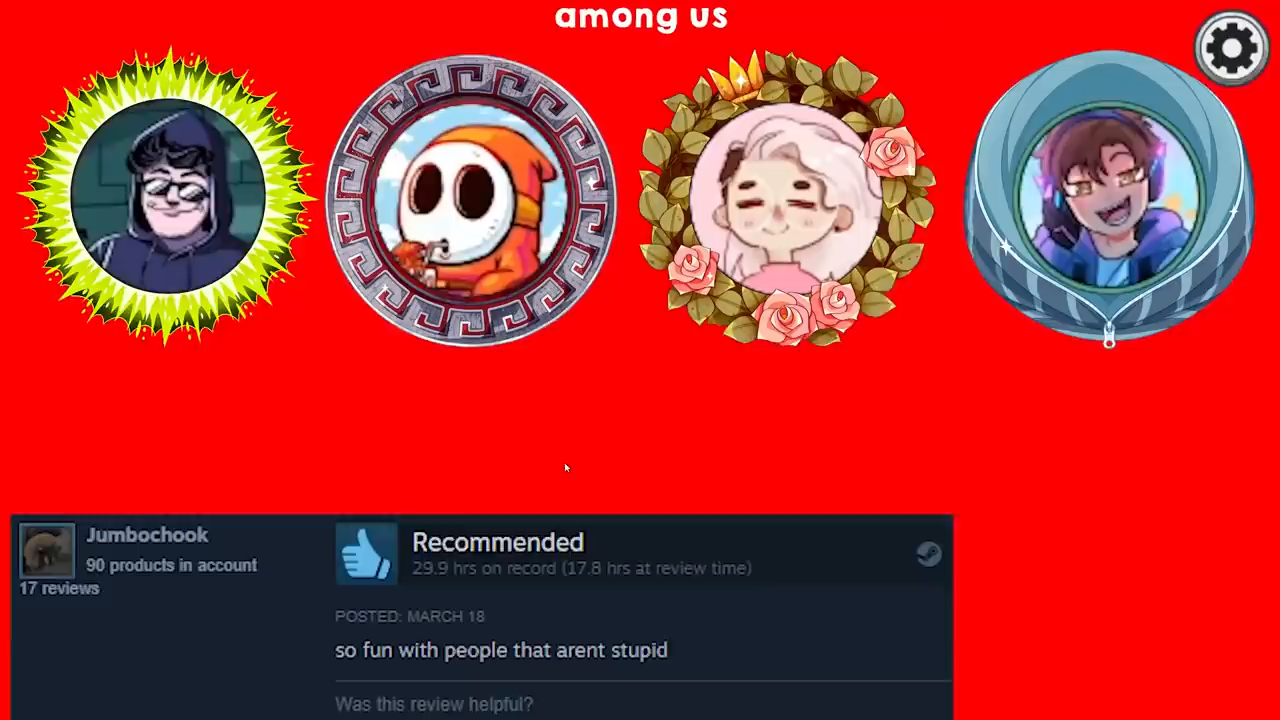 among us
Jumbochook
90 products in account
17 reviews
Recommended
29.9 hrs on record (17.8 hrs at review time)
POSTED: MARCH 18
so fun with people that arent stupid
Was this review helpful?